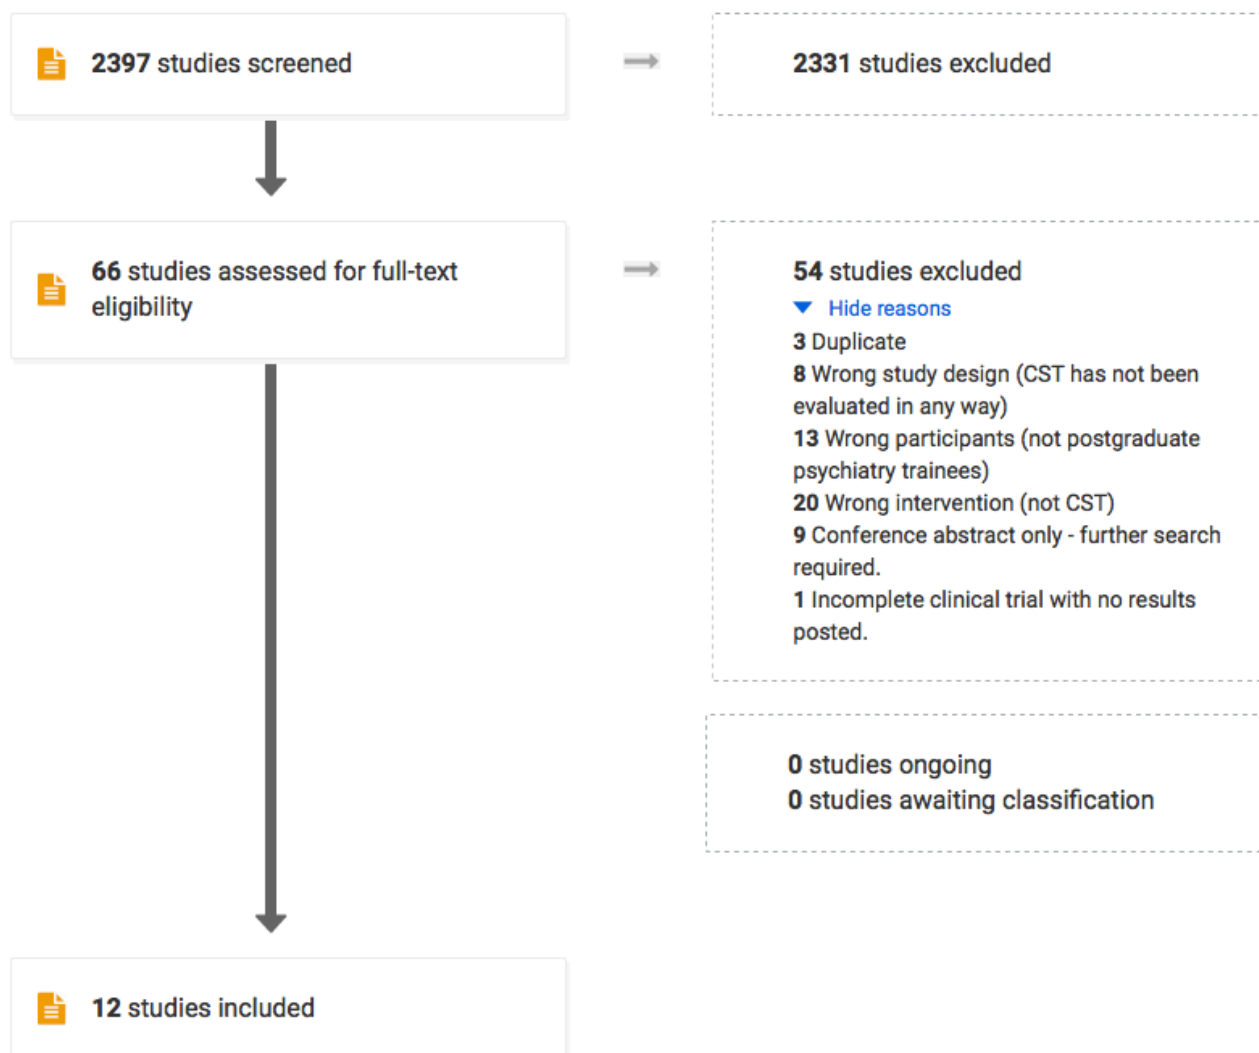 2397 studies screened
2331 studies excluded
66 studies assessed for full-text
eligibility
54 studies excluded
Hide reasons
3 Duplicate
8 Wrong study design (CST has not been
evaluated in any way)
13 Wrong participants (not postgraduate
psychiatry trainees)
20 Wrong intervention (not CST)
9 Conference abstract only - further search
required.
1 Incomplete clinical trial with no results
posted.
0 studies ongoing
0 studies awaiting classification
12 studies included